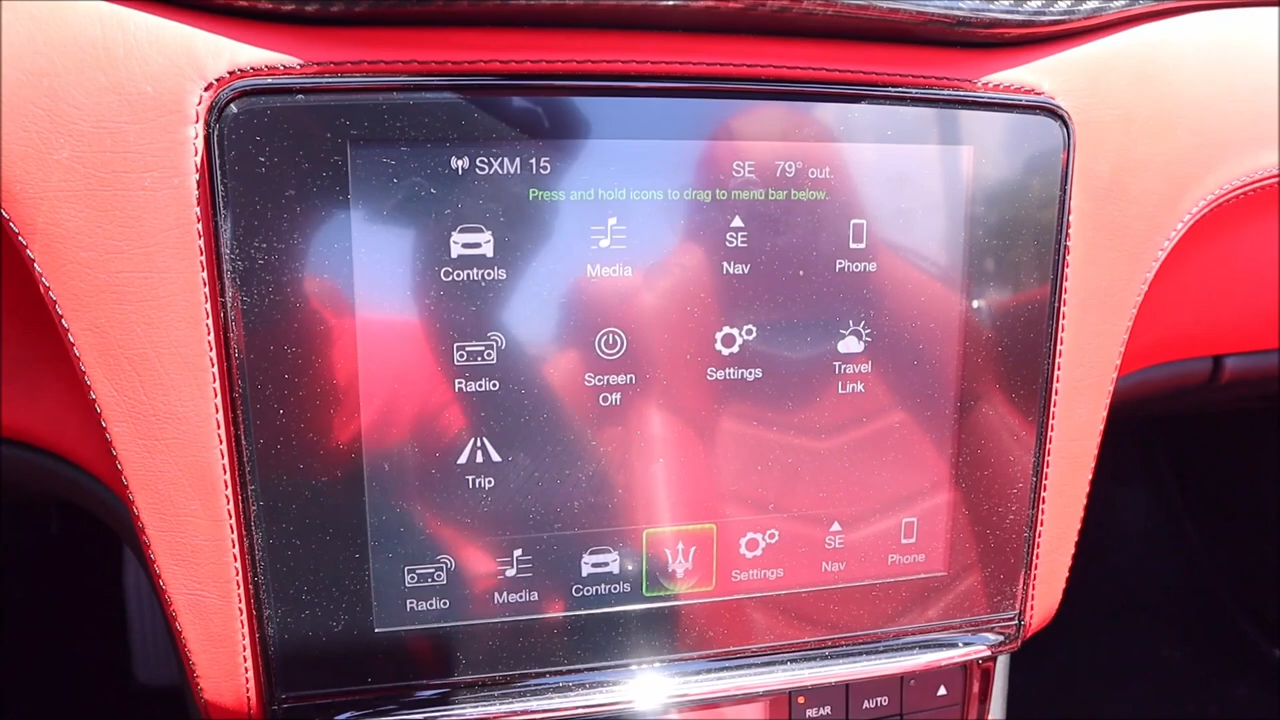 SXM 15
SE 79° out.
Press and hold icons to drag to menu bar below.
Controls
Media
SE
Nav
Phone
Radio
Screen
Off
Settings
Travel
Link
Trip
Radio
Media
Controls
Settings
SE
Nav
Phone
REAR
AUTO